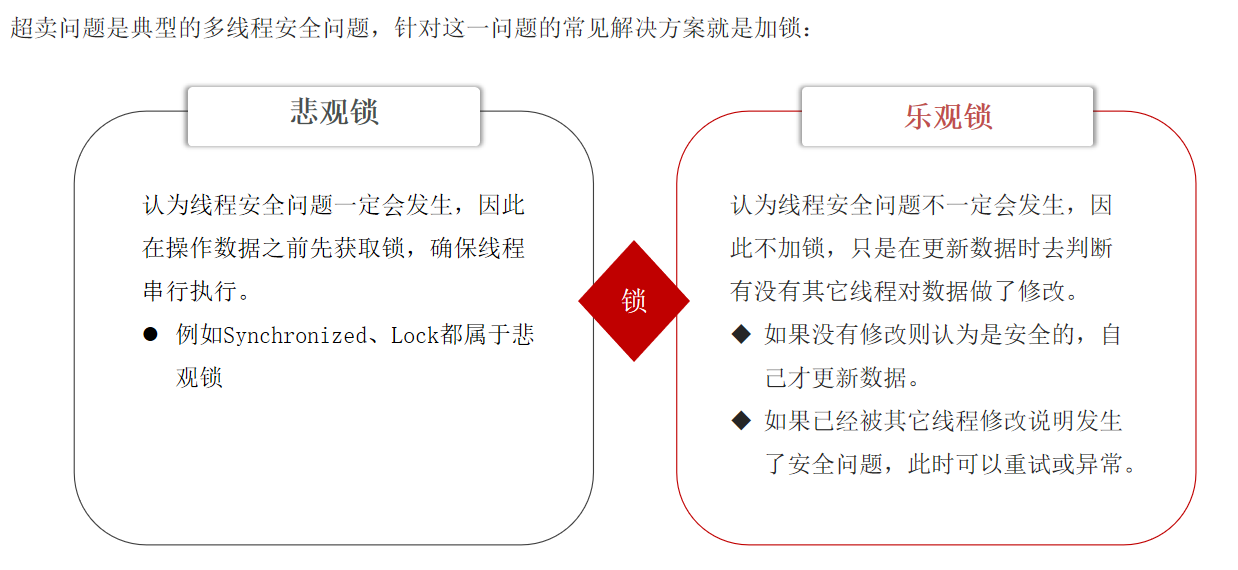 超卖问题是典型的多线程安全问题，针对这一问题的常见解决方案就是加锁：
悲观锁
认为线程安全问题一定会发生，因此
在操作数据之前先获取锁，确保线程
串行执行。
● 例如Synchronized、Lock都属于悲
观锁
锁
乐观锁
认为线程安全问题不一定会发生，因
此不加锁，只是在更新数据时去判断
有没有其它线程对数据做了修改。
◆ 如果没有修改则认为是安全的，自
己才更新数据。
◆ 如果已经被其它线程修改说明发生
了安全问题，此时可以重试或异常。